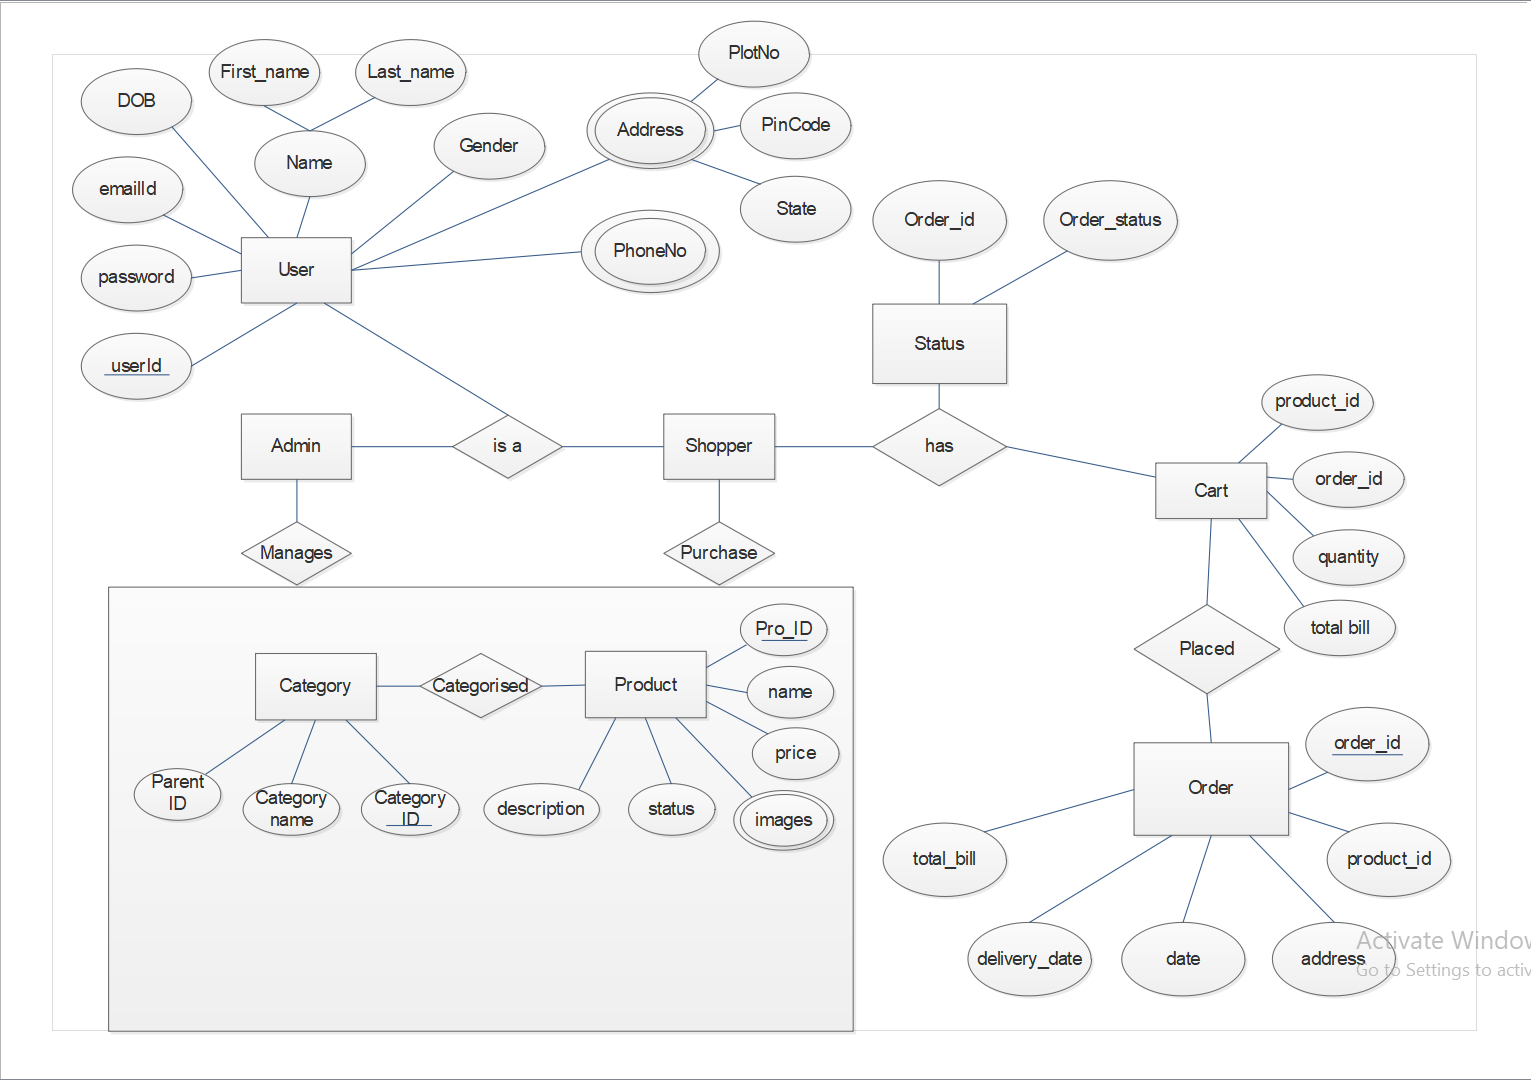 PlotNo
First_name
Last_name
DOB
Address
PinCode
Gender
Name
emailId
State
Order_id
Order_status
PhoneNo
User
password
Status
userId
product_id
Admin
is a
Shopper
has
order_id
Cart
Manages
Purchase
quantity
Pro_ID
total bill
Placed
Category
Categorised
Product
name
order_id
price
Parent
ID
Category
name
Category
ID
description
status
images
Order
total_bill
product_id
delivery_date
date
address
Activate Window
Go to Settings to activ